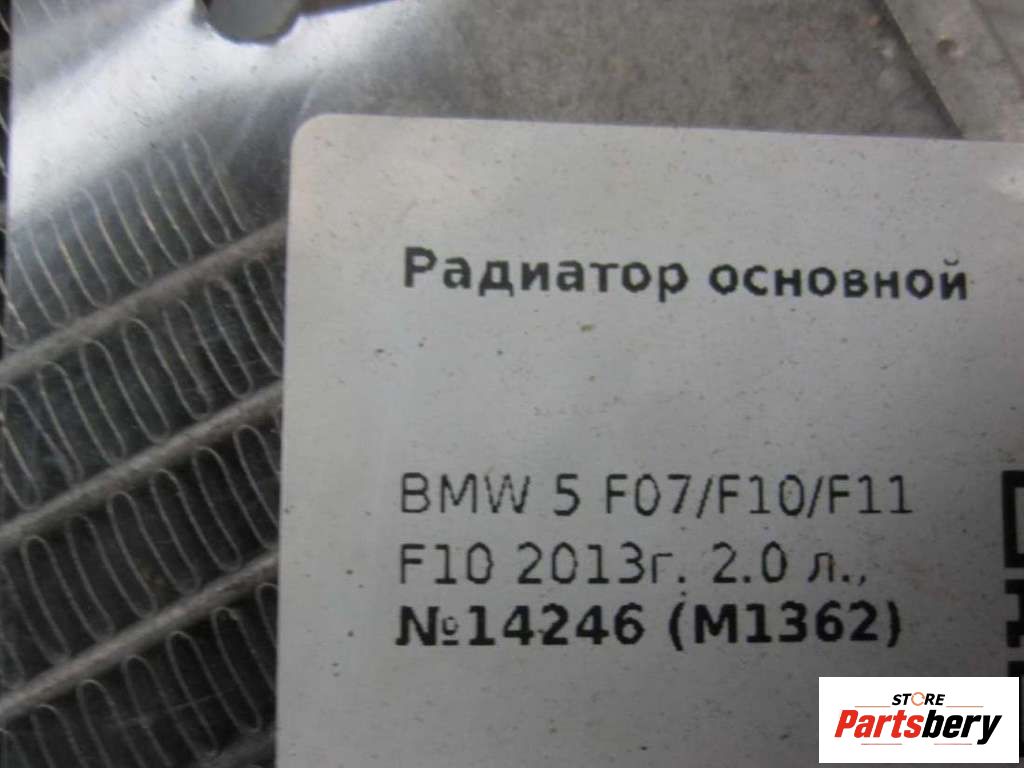 Радиатор основной
BMW 5 F07/F10/F11
F10 2013г. 2.0 л.,
№14246 (M1362)
STORE
Partsbery